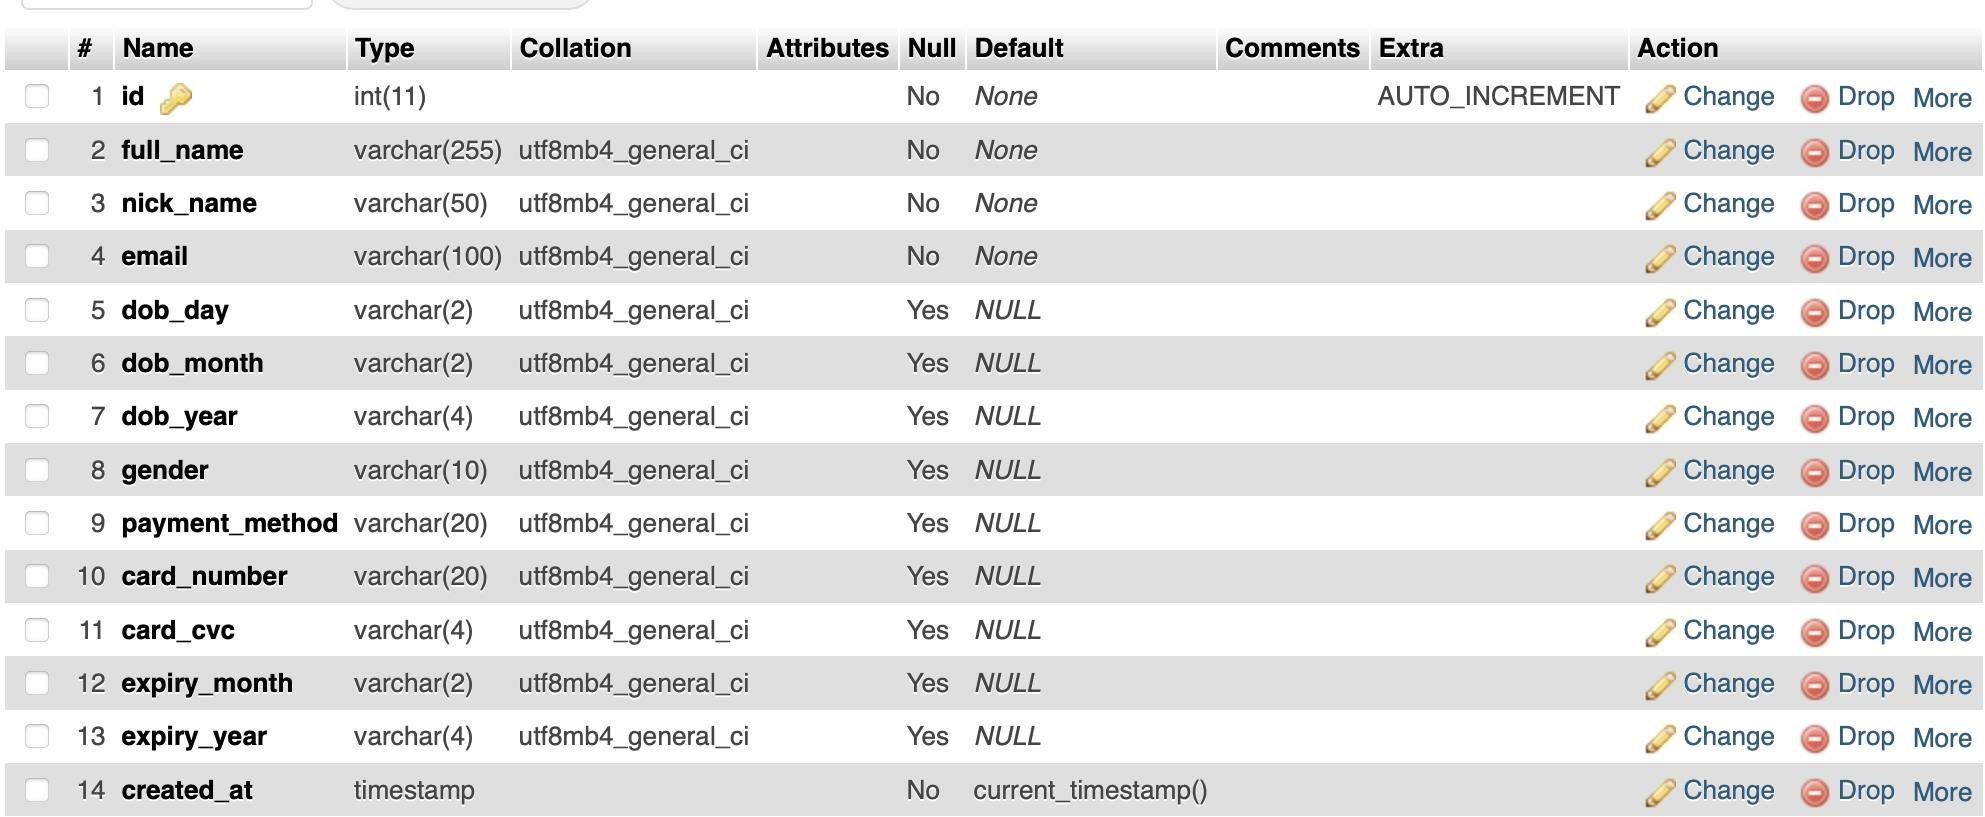 # Name Type Collation Attributes Null Default Comments Extra Action
1 id int(11) No None AUTO_INCREMENT Change Drop More
2 full_name varchar(255) utf8mb4_general_ci No None Change Drop More
3 nick_name varchar(50) utf8mb4_general_ci No None Change Drop More
4 email varchar(100) utf8mb4_general_ci No None Change Drop More
5 dob_day varchar(2) utf8mb4_general_ci Yes NULL Change Drop More
6 dob_month varchar(2) utf8mb4_general_ci Yes NULL Change Drop More
7 dob_year varchar(4) utf8mb4_general_ci Yes NULL Change Drop More
8 gender varchar(10) utf8mb4_general_ci Yes NULL Change Drop More
9 payment_method varchar(20) utf8mb4_general_ci Yes NULL Change Drop More
10 card_number varchar(20) utf8mb4_general_ci Yes NULL Change Drop More
11 card_cvc varchar(4) utf8mb4_general_ci Yes NULL Change Drop More
12 expiry_month varchar(2) utf8mb4_general_ci Yes NULL Change Drop More
13 expiry_year varchar(4) utf8mb4_general_ci Yes NULL Change Drop More
14 created_at timestamp No current_timestamp() Change Drop More